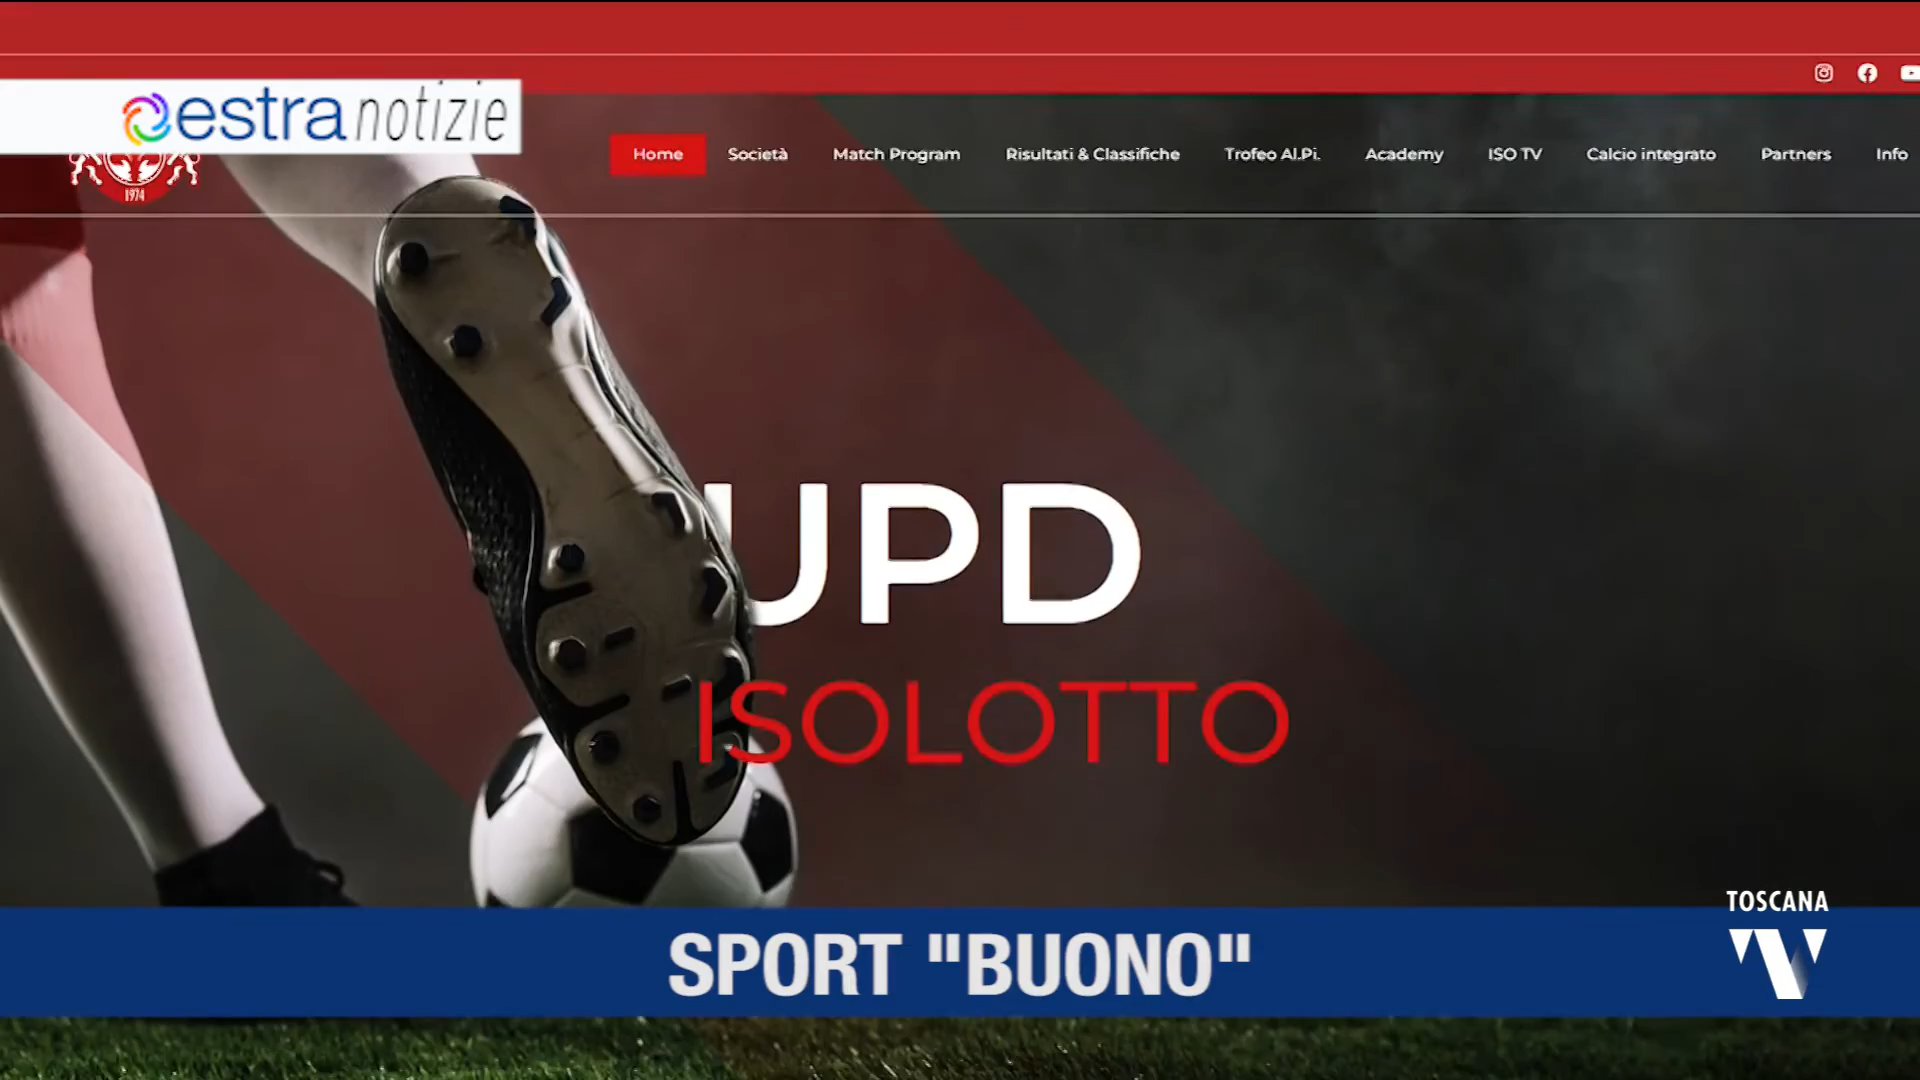 estra notizie
1974
Home Società Match Program Risultati & Classifiche Trofeo Al.Pi. Academy ISO TV Calcio integrato Partners Info
UPD
ISOLOTTO
TOSCANA
TV
SPORT "BUONO"